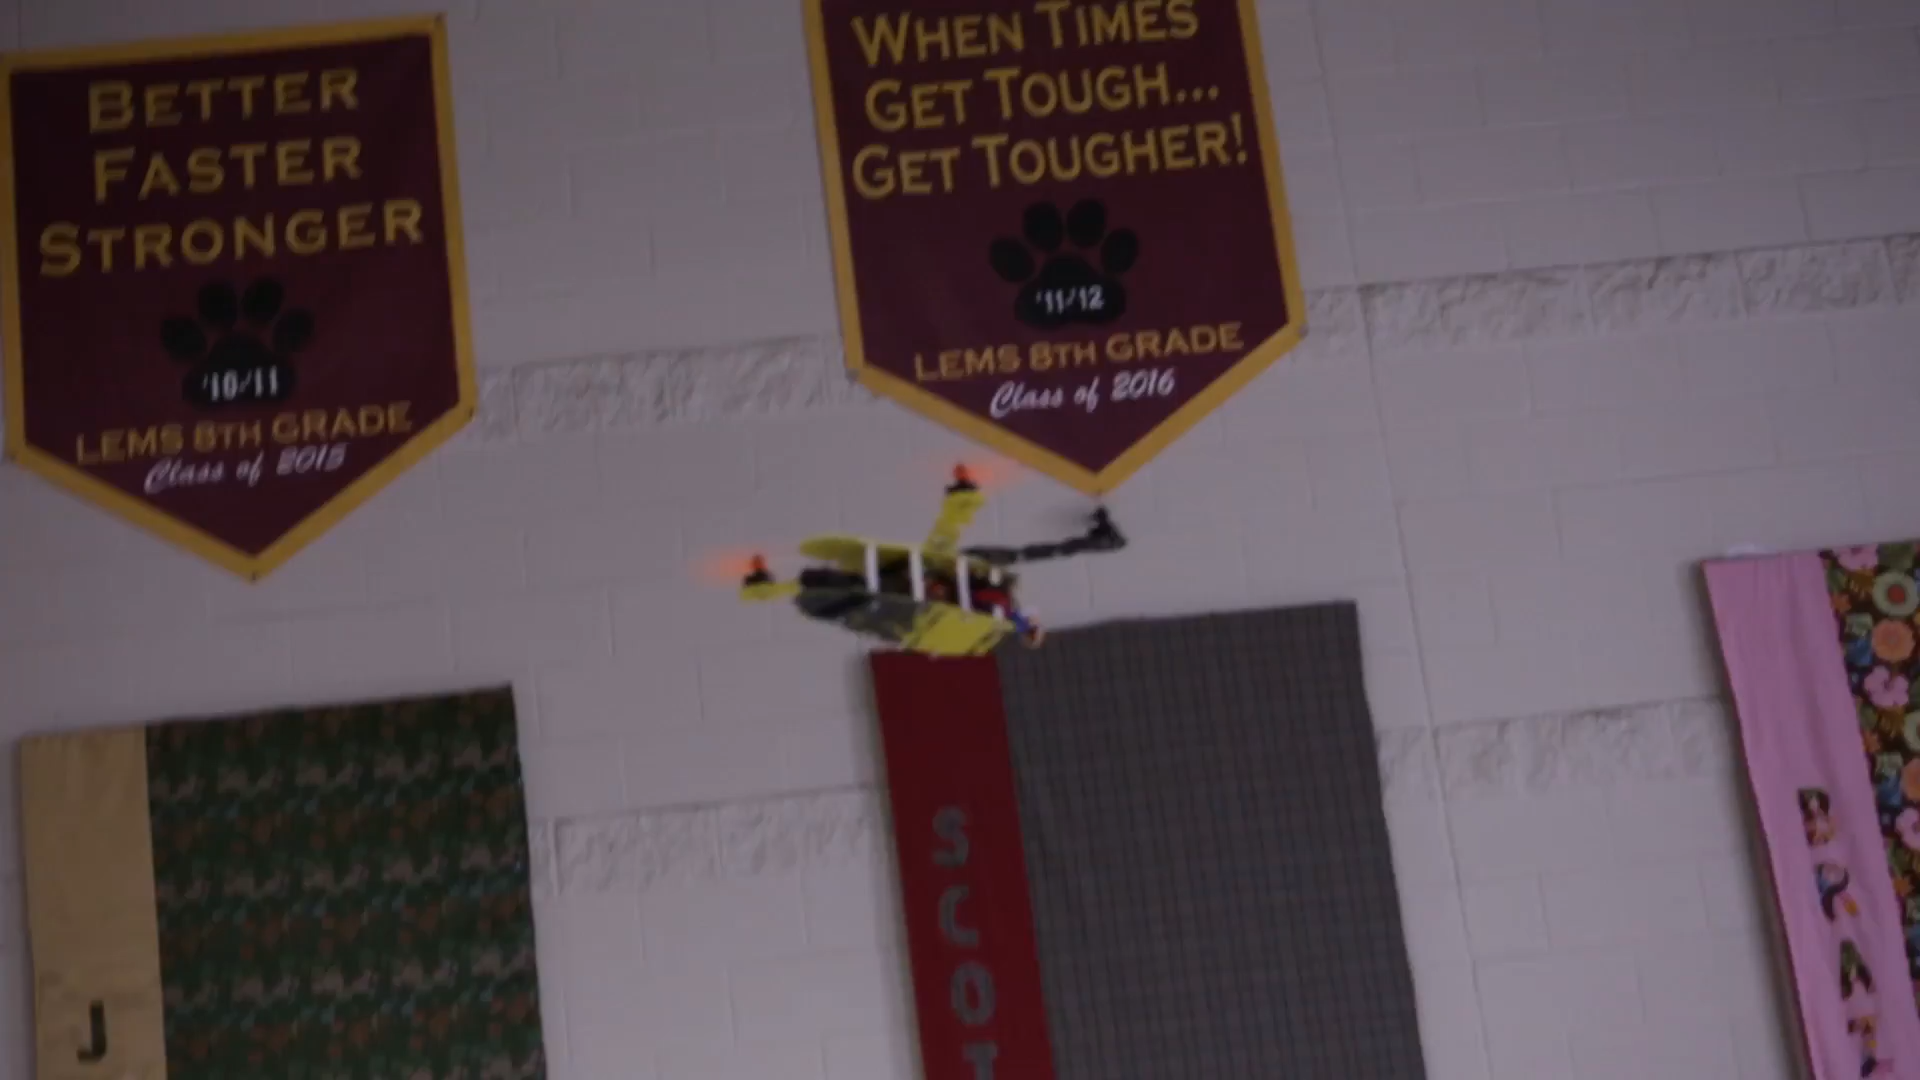 BETTER
FASTER
STRONGER
'10/11
LEMS 8TH GRADE
Class of 2015
WHEN TIMES
GET TOUGH...
GET TOUGHER!
'11/12
LEMS 8TH GRADE
Class of 2016
J
S
C
O
T